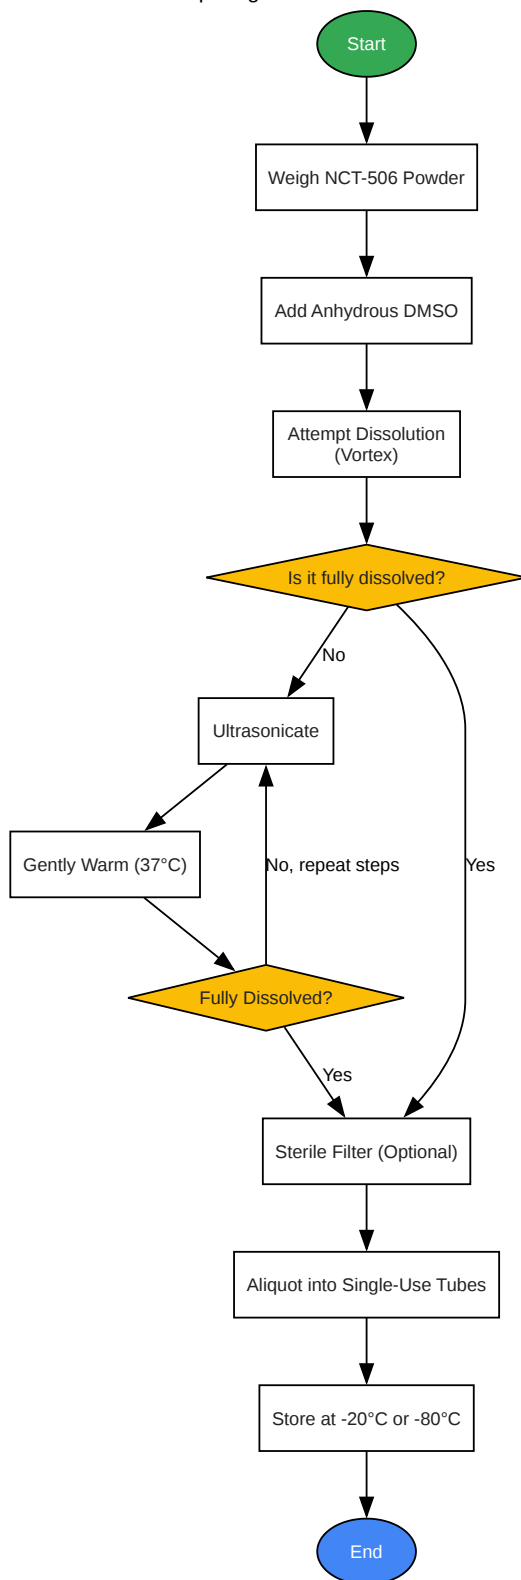 Start
Weigh NCT-506 Powder
Add Anhydrous DMSO
Attempt Dissolution
(Vortex)
Is it fully dissolved?
No
Ultrasonicate
Gently Warm (37°C)
No, repeat steps
Yes
Fully Dissolved?
Yes
Sterile Filter (Optional)
Aliquot into Single-Use Tubes
Store at -20°C or -80°C
End